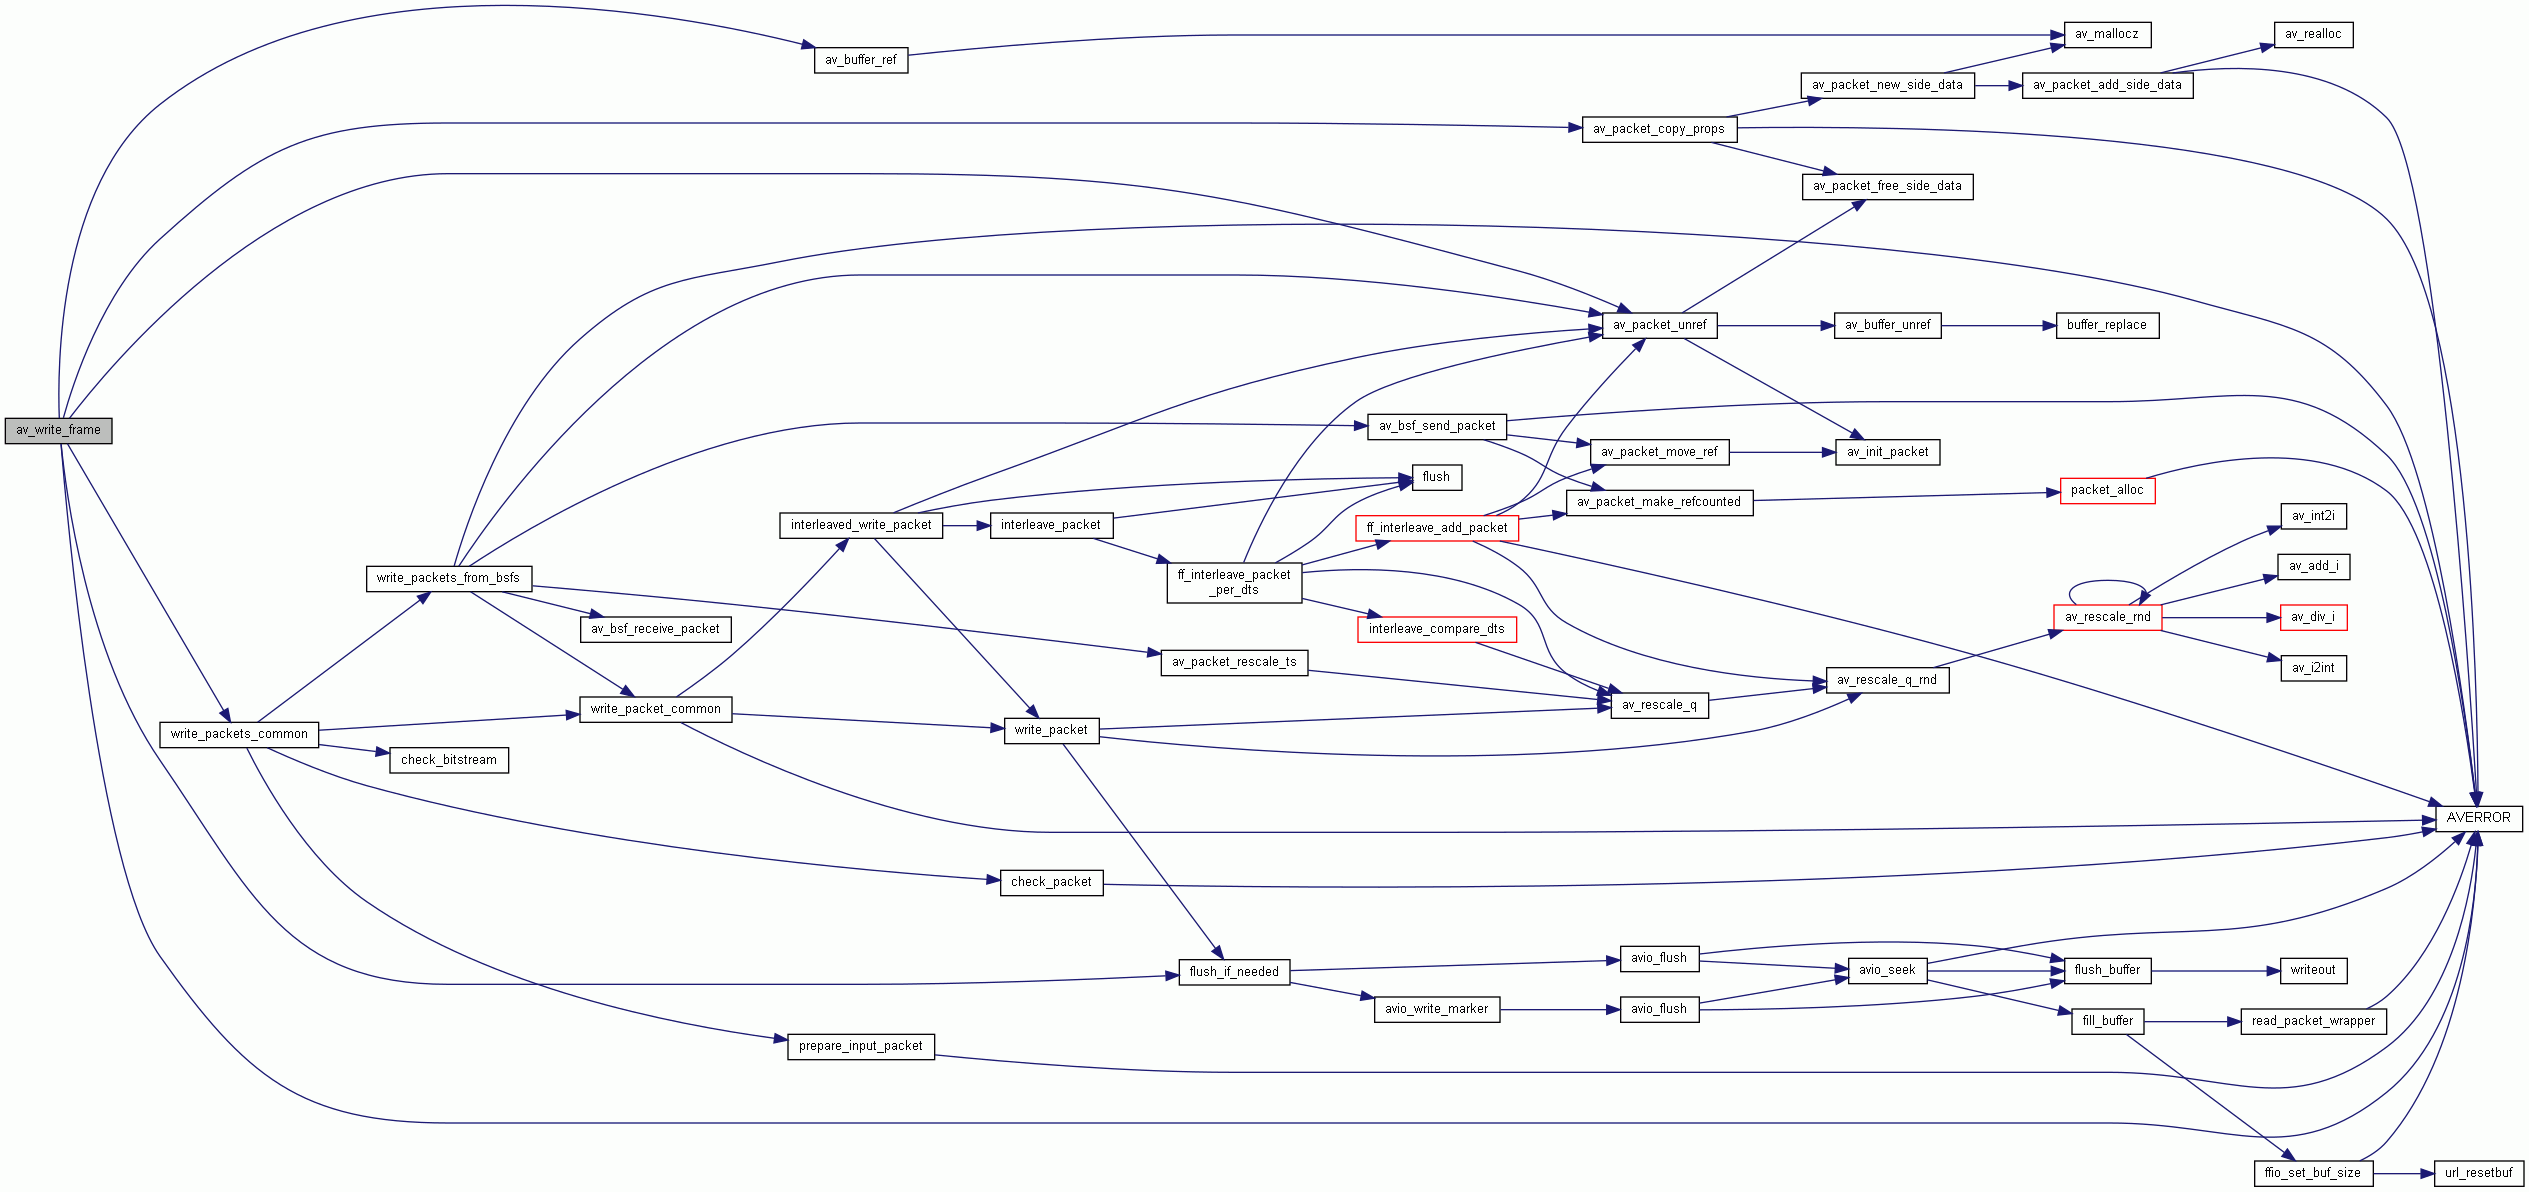 av_mallocz
av_realloc
av_buffer_ref
av_packet_new_side_data
av_packet_add_side_data
av_packet_copy_props
av_packet_free_side_data
av_packet_unref
av_buffer_unref
buffer_replace
av_write_frame
av_bsf_send_packet
av_packet_move_ref
av_init_packet
flush
packet_alloc
av_packet_make_refcounted
av_int2i
interleaved_write_packet
interleave_packet
ff_interleave_add_packet
write_packets_from_bsfs
ff_interleave_packet
_per_dts
av_add_i
av_rescale_rnd
av_div_i
av_bsf_receive_packet
interleave_compare_dts
av_packet_rescale_ts
av_i2int
av_rescale_q_rnd
write_packet_common
av_rescale_q
write_packets_common
write_packet
check_bitstream
AVERROR
check_packet
avio_flush
flush_if_needed
avio_seek
flush_buffer
writeout
avio_write_marker
avio_flush
fill_buffer
read_packet_wrapper
prepare_input_packet
ffio_set_buf_size
url_resetbuf